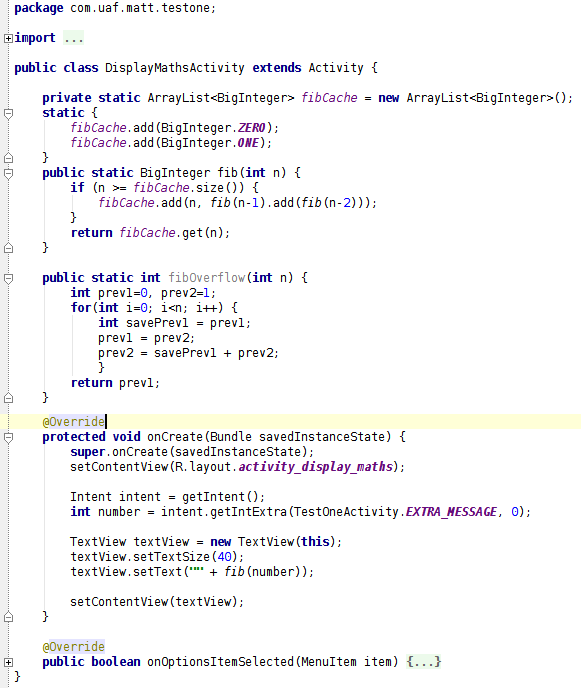 package com.uaf.matt.testone;
import ...
public class DisplayMathsActivity extends Activity {
    private static ArrayList<BigInteger> fibCache = new ArrayList<BigInteger>();
    static {
        fibCache.add(BigInteger.ZERO);
        fibCache.add(BigInteger.ONE);
    }
    public static BigInteger fib(int n) {
        if (n >= fibCache.size()) {
            fibCache.add(n, fib(n-1).add(fib(n-2)));
        }
        return fibCache.get(n);
    }
    public static int fibOverflow(int n) {
        int prev1=0, prev2=1;
        for(int i=0; i<n; i++) {
            int savePrev1 = prev1;
            prev1 = prev2;
            prev2 = savePrev1 + prev2;
            }
        return prev1;
    }
    @Override
    protected void onCreate(Bundle savedInstanceState) {
        super.onCreate(savedInstanceState);
        setContentView(R.layout.activity_display_maths);
        Intent intent = getIntent();
        int number = intent.getIntExtra(TestOneActivity.EXTRA_MESSAGE, 0);
        TextView textView = new TextView(this);
        textView.setTextSize(40);
        textView.setText("" + fib(number));
        setContentView(textView);
    }
    @Override
    public boolean onOptionsItemSelected(MenuItem item) {...}
}